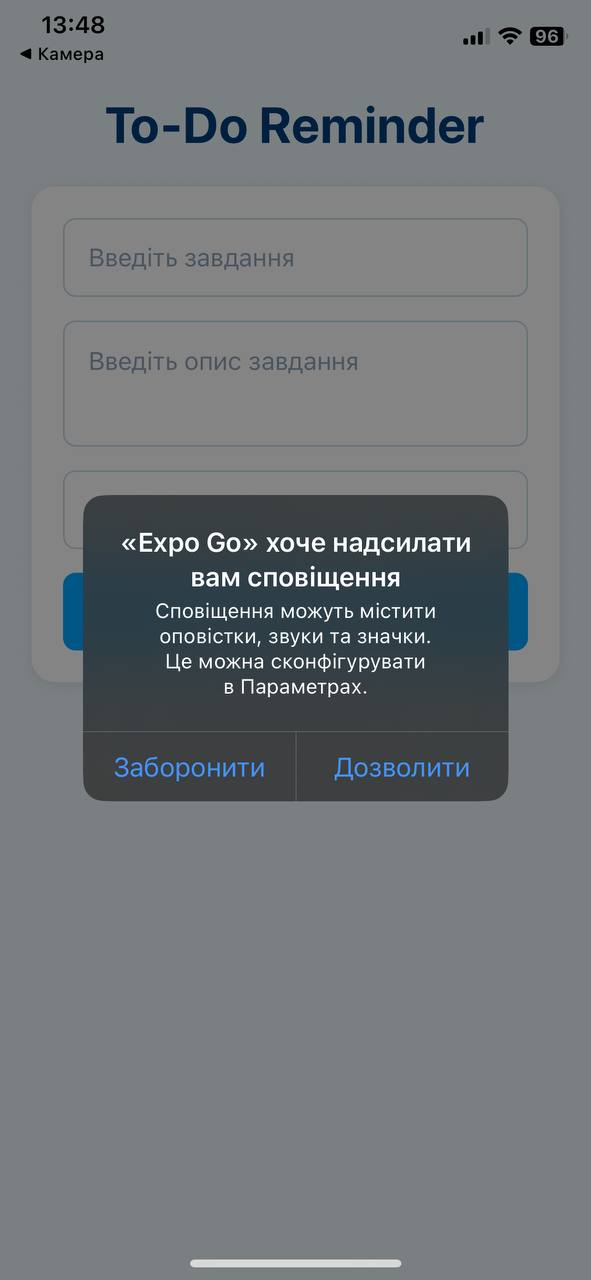 13:48
96
◀ Камера
To-Do Reminder
Введіть завдання
Введіть опис завдання
«Expo Go» хоче надсилати
вам сповіщення
Сповіщення можуть містити
оповістки, звуки та значки.
Це можна сконфігурувати
в Параметрах.
Заборонити
Дозволити